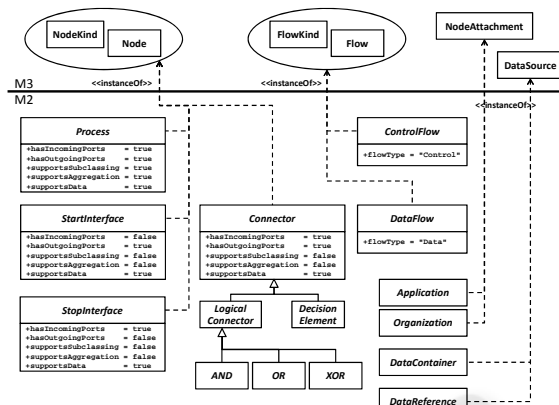 NodeKind
Node
FlowKind
Flow
NodeAttachment
DataSource
<<instanceOf>>
<<instanceOf>>
<<instanceOf>>
M3
M2
Process
+hasIncomingPorts = true
+hasOutgoingPorts = true
+supportsSubclassing = true
+supportsAggregation = true
+supportsData = true
ControlFlow
+flowType = "Control"
StartInterface
+hasIncomingPorts = false
+hasOutgoingPorts = true
+supportsSubclassing = false
+supportsAggregation = false
+supportsData = true
Connector
+hasIncomingPorts = true
+hasOutgoingPorts = true
+supportsSubclassing = false
+supportsAggregation = false
+supportsData = true
DataFlow
+flowType = "Data"
StopInterface
+hasIncomingPorts = true
+hasOutgoingPorts = false
+supportsSubclassing = false
+supportsAggregation = false
+supportsData = true
Logical
Connector
Decision
Element
AND
OR
XOR
Application
Organization
DataContainer
DataReference